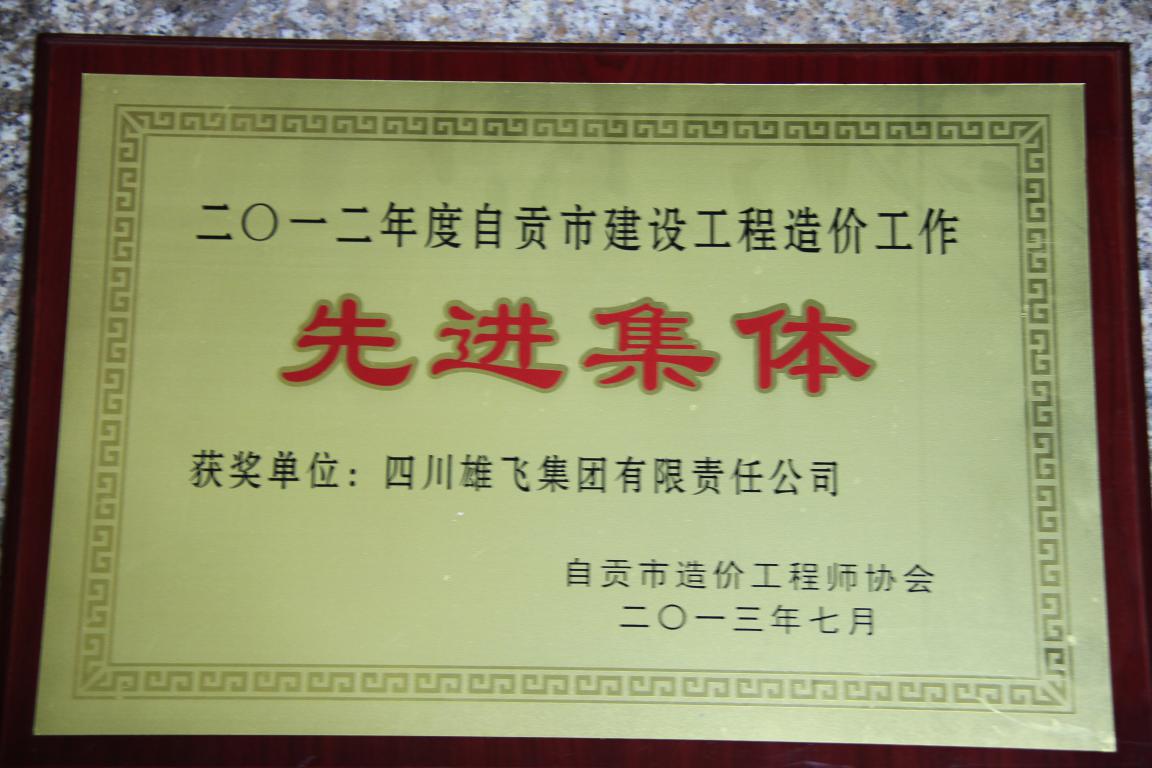 二〇一二年度自贡市建设工程造价工作
先进集体
获奖单位：四川雄飞集团有限责任公司
自贡市造价工程师协会
二〇一三年七月